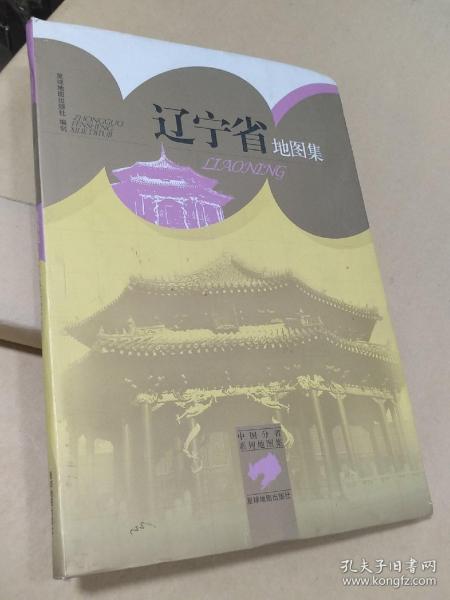 星球地图出版社 编制
ZHONGGUO
FENSHENG
XILIE DITUJI
辽宁省 地图集
LIAONING
中国分省
系列地图集
星球地图出版社
孔夫子旧书网
www.kongfz.com